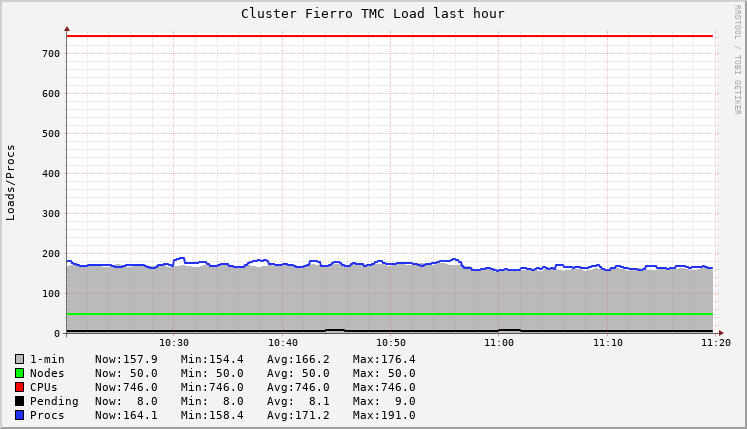 Cluster Fierro TMC Load last hour
RRDTOOL / TOBI OETIKER
Loads/Procs
700
600
500
400
300
200
100
0
10:30 10:40 10:50 11:00 11:10 11:20
1-min Now:157.9 Min:154.4 Avg:166.2 Max:176.4
Nodes Now: 50.0 Min: 50.0 Avg: 50.0 Max: 50.0
CPUs Now:746.0 Min:746.0 Avg:746.0 Max:746.0
Pending Now: 8.0 Min: 8.0 Avg: 8.1 Max: 9.0
Procs Now:164.1 Min:158.4 Avg:171.2 Max:191.0